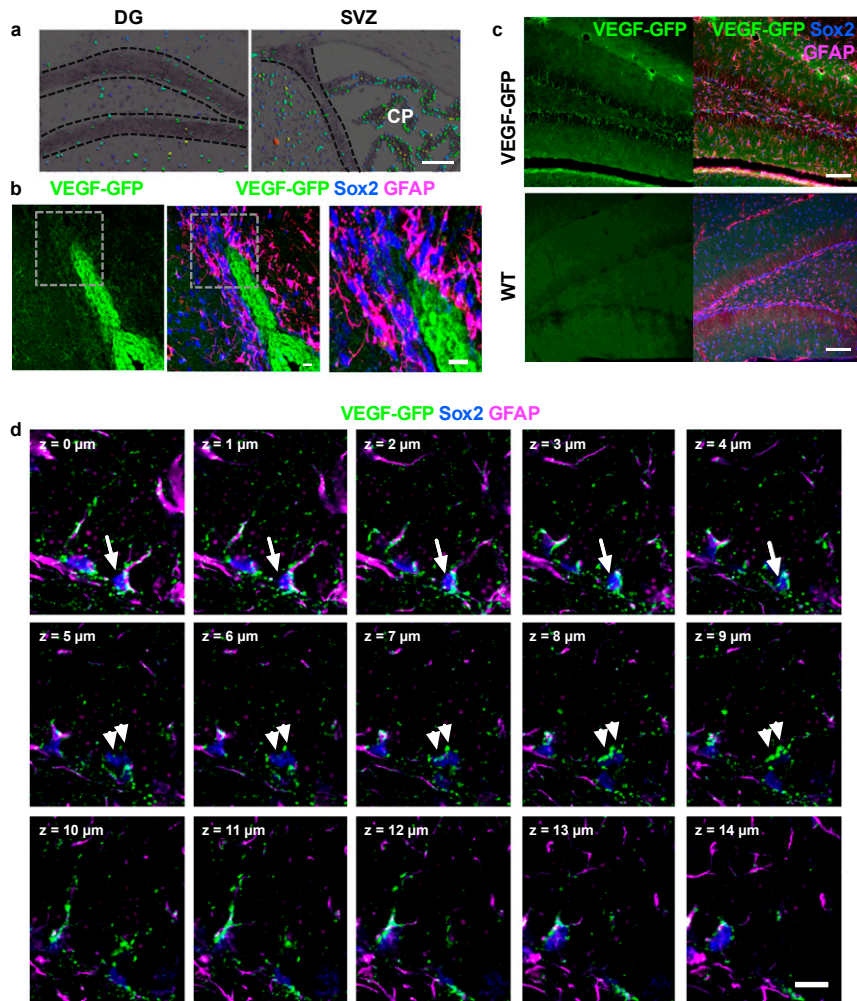 DG SVZ
a
CP
b
VEGF-GFP VEGF-GFP Sox2 GFAP
c
VEGF-GFP VEGF-GFP Sox2
GFAP
VEGF-GFP
WT
VEGF-GFP Sox2 GFAP
d
z = 0 µm z = 1 µm z = 2 µm z = 3 µm z = 4 µm
z = 5 µm z = 6 µm z = 7 µm z = 8 µm z = 9 µm
z = 10 µm z = 11 µm z = 12 µm z = 13 µm z = 14 µm